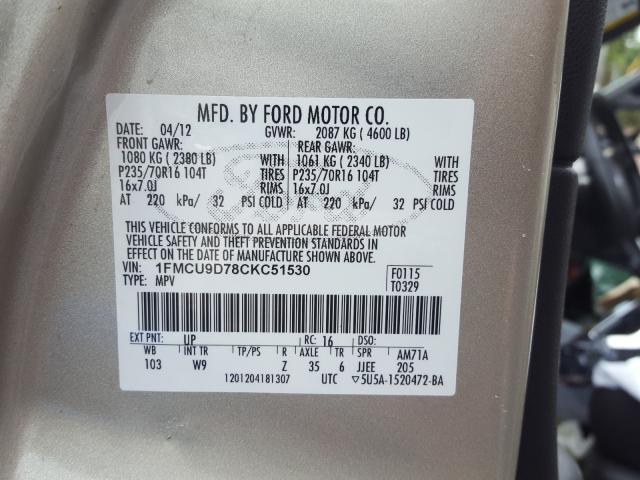 MFD. BY FORD MOTOR CO.
DATE: 04/12 GVWR: 2087 KG ( 4600 LB)
FRONT GAWR: REAR GAWR:
1080 KG ( 2380 LB) WITH 1061 KG ( 2340 LB) WITH
P235/70R16 104T TIRES P235/70R16 104T TIRES
16x7.0J RIMS 16x7.0J RIMS
AT 220 kPa/ 32 PSI COLD AT 220 kPa/ 32 PSI COLD
THIS VEHICLE CONFORMS TO ALL APPLICABLE FEDERAL MOTOR
VEHICLE SAFETY AND THEFT PREVENTION STANDARDS IN
EFFECT ON THE DATE OF MANUFACTURE SHOWN ABOVE.
VIN: 1FMCU9D78CKC51530 F0115
TYPE: MPV T0329
EXT PNT: UP RC: 16 DSO:
WB INT TR TP/PS R AXLE TR SPR AM71A
103 W9 Z 35 6 JJEE 205
1201204181307 UTC ▽5U5A-1520472-BA